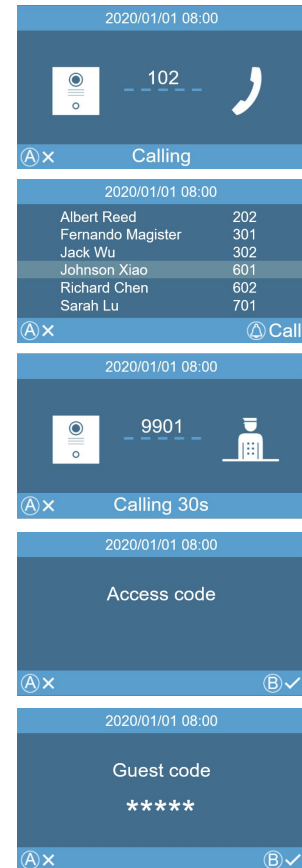 2020/01/01 08:00
102
A × Calling
2020/01/01 08:00
Albert Reed 202
Fernando Magister 301
Jack Wu 302
Johnson Xiao 601
Richard Chen 602
Sarah Lu 701
A × Call
2020/01/01 08:00
9901
A × Calling 30s
2020/01/01 08:00
Access code
A × B ✓
2020/01/01 08:00
Guest code
*****
A × B ✓